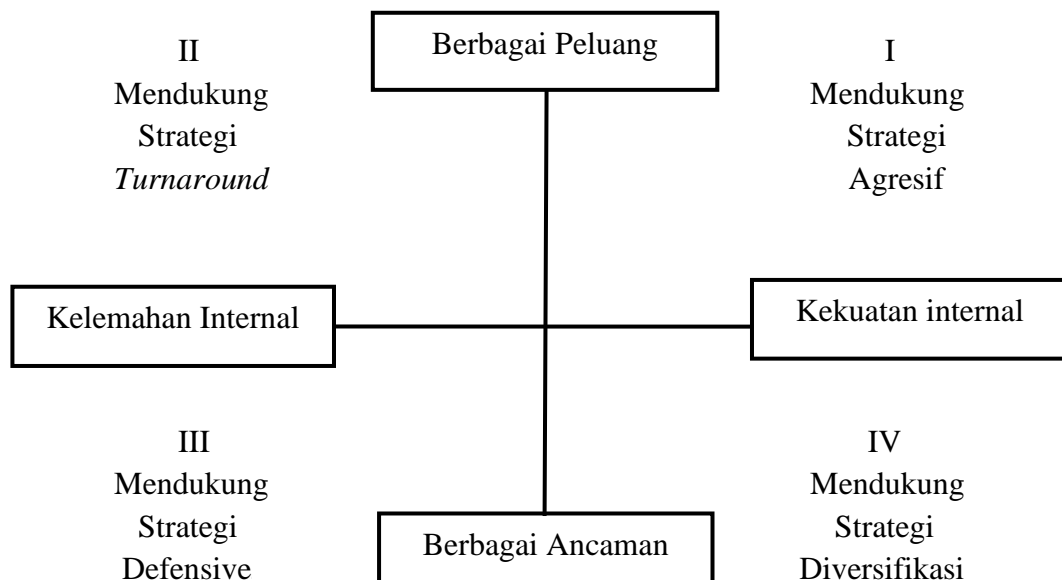 Berbagai Peluang
II
Mendukung
Strategi
Turnaround
I
Mendukung
Strategi
Agresif
Kelemahan Internal
Kekuatan internal
III
Mendukung
Strategi
Defensive
IV
Mendukung
Strategi
Diversifikasi
Berbagai Ancaman